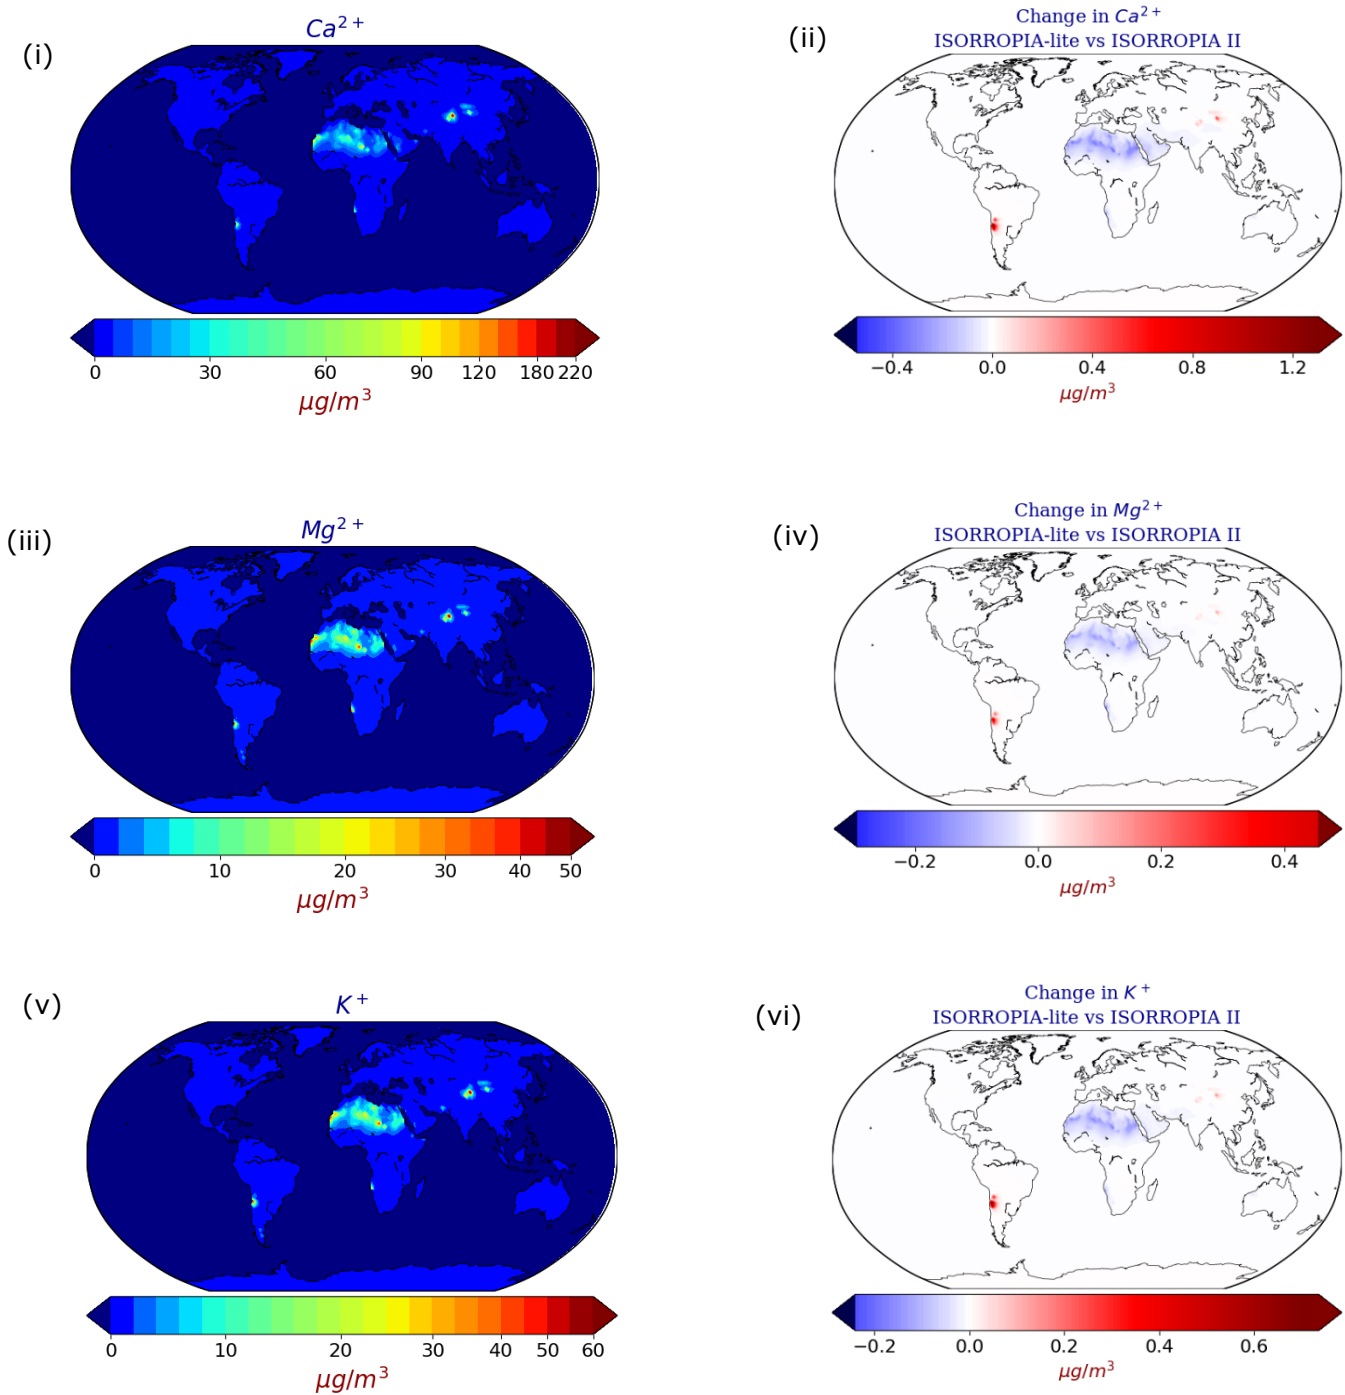 (i)
Ca²⁺
0 30 60 90 120 180 220
μg/m³
(ii)
Change in Ca²⁺
ISORROPIA-lite vs ISORROPIA II
−0.4 0.0 0.4 0.8 1.2
μg/m³
(iii)
Mg²⁺
0 10 20 30 40 50
μg/m³
(iv)
Change in Mg²⁺
ISORROPIA-lite vs ISORROPIA II
−0.2 0.0 0.2 0.4
μg/m³
(v)
K⁺
0 10 20 30 40 50 60
μg/m³
(vi)
Change in K⁺
ISORROPIA-lite vs ISORROPIA II
−0.2 0.0 0.2 0.4 0.6
μg/m³